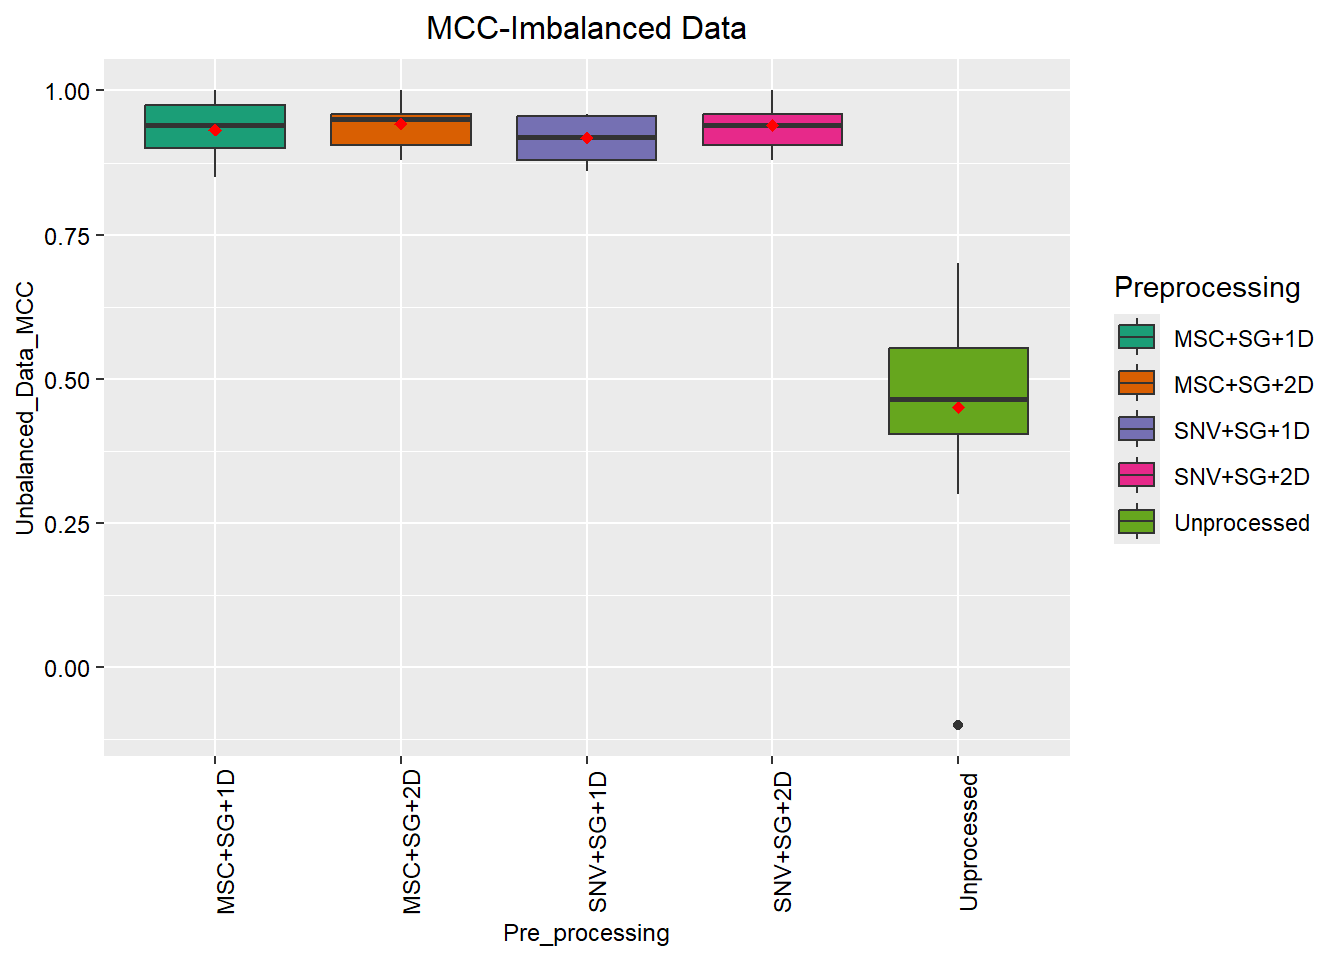 MCC-Imbalanced Data
Unbalanced_Data_MCC
1.00
0.75
0.50
0.25
0.00
MSC+SG+1D
MSC+SG+2D
SNV+SG+1D
SNV+SG+2D
Unprocessed
Pre_processing
Preprocessing
MSC+SG+1D
MSC+SG+2D
SNV+SG+1D
SNV+SG+2D
Unprocessed